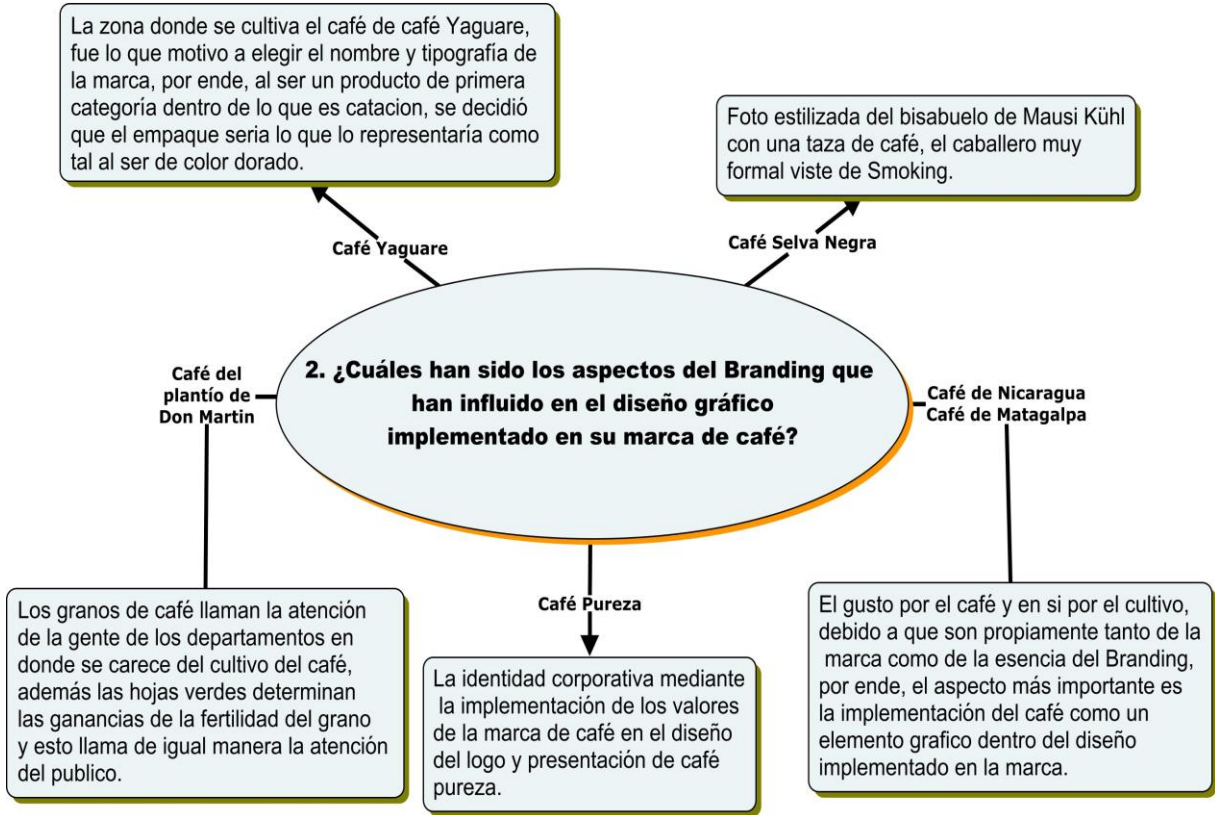 La zona donde se cultiva el café de café Yaguare,
fue lo que motivo a elegir el nombre y tipografía de
la marca, por ende, al ser un producto de primera
categoría dentro de lo que es catacion, se decidió
que el empaque seria lo que lo representaría como
tal al ser de color dorado.
Foto estilizada del bisabuelo de Mausi Kühl
con una taza de café, el caballero muy
formal viste de Smoking.
Café Yaguare
Café Selva Negra
2. ¿Cuáles han sido los aspectos del Branding que
han influido en el diseño gráfico
implementado en su marca de café?
Café del
plantío de
Don Martin
Café de Nicaragua
Café de Matagalpa
Café Pureza
Los granos de café llaman la atención
de la gente de los departamentos en
donde se carece del cultivo del café,
además las hojas verdes determinan
las ganancias de la fertilidad del grano
y esto llama de igual manera la atención
del publico.
La identidad corporativa mediante
la implementación de los valores
de la marca de café en el diseño
del logo y presentación de café
pureza.
El gusto por el café y en si por el cultivo,
debido a que son propiamente tanto de la
marca como de la esencia del Branding,
por ende, el aspecto más importante es
la implementación del café como un
elemento grafico dentro del diseño
implementado en la marca.